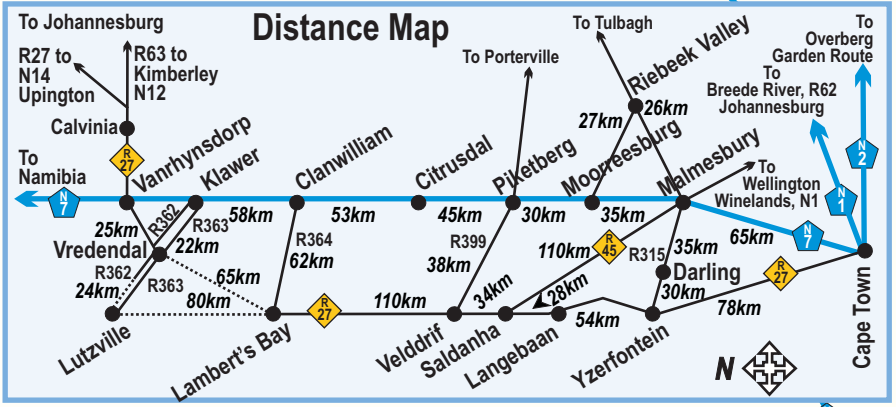 Distance Map
To Johannesburg
R27 to
N14
Upington
R63 to
Kimberley
N12
To Tulbagh
To Porterville
To
Overberg
Garden Route
To
Breede River, R62
Johannesburg
Riebeek Valley
27km
26km
Calvinia
R
27
To
Namibia
N
7
Vanrhynsdorp
Klawer
Clanwilliam
Citrusdal
Piketberg
Moorreesburg
Malmesbury
To
Wellington
Winelands, N1
N
1
N
2
58km
53km
45km
30km
35km
65km
N
7
25km
R362
R363
22km
Vredendal
R364
62km
R399
38km
110km
R
45
R315
35km
Darling
30km
R362
24km
R363
65km
80km
R
27
110km
34km
28km
54km
78km
R
27
Lutzville
Lambert's Bay
Velddrif
Saldanha
Langebaan
Yzerfontein
Cape Town
N